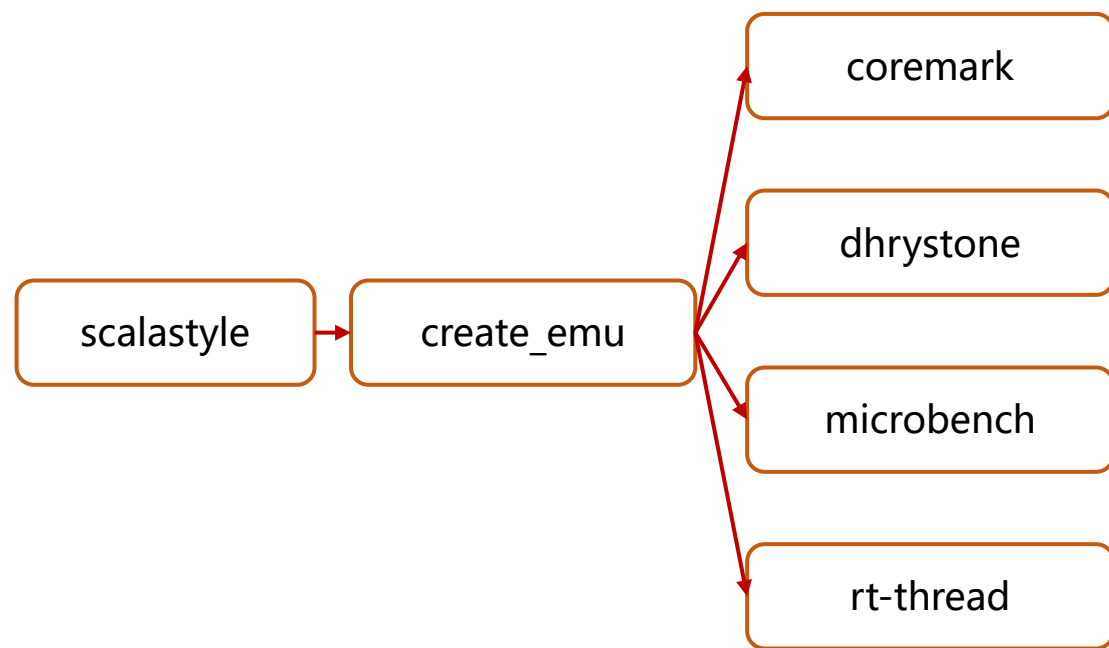 scalastyle
create_emu
coremark
dhrystone
microbench
rt-thread